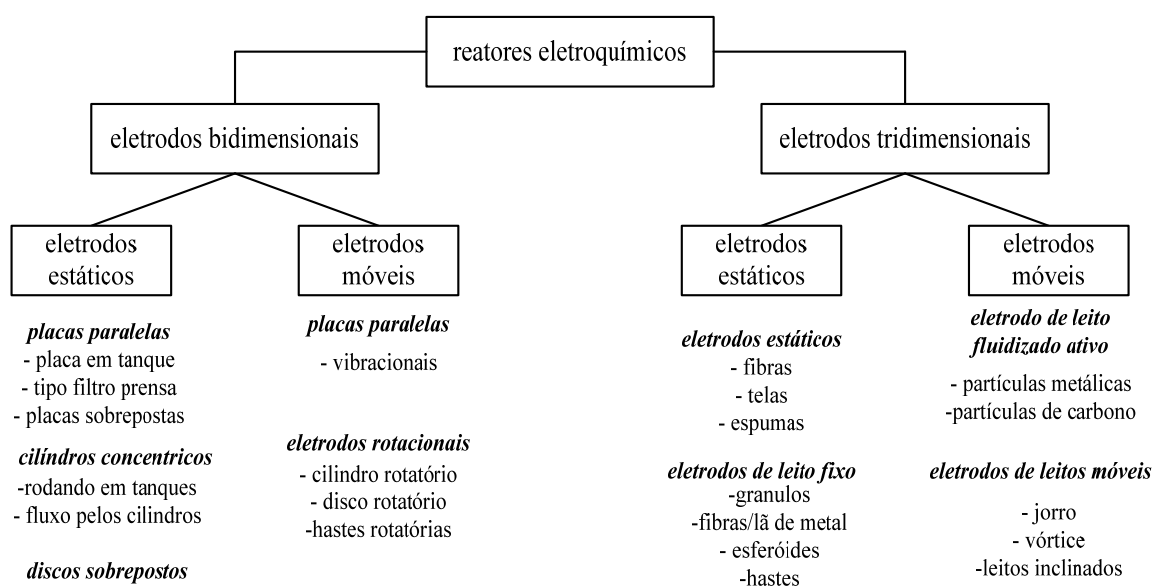 reatores eletroquímicos
eletrodos bidimensionais
eletrodos tridimensionais
eletrodos
estáticos
eletrodos
móveis
eletrodos
estáticos
eletrodos
móveis
placas paralelas
- placa em tanque
- tipo filtro prensa
- placas sobrepostas
cilíndros concentricos
-rodando em tanques
- fluxo pelos cilindros
discos sobrepostos
placas paralelas
- vibracionais
eletrodos rotacionais
- cilindro rotatório
- disco rotatório
-hastes rotatórias
eletrodos estáticos
- fibras
- telas
- espumas
eletrodos de leito fixo
-granulos
-fibras/lã de metal
- esferóides
-hastes
eletrodo de leito
fluidizado ativo
- partículas metálicas
-partículas de carbono
eletrodos de leitos móveis
- jorro
- vórtice
-leitos inclinados